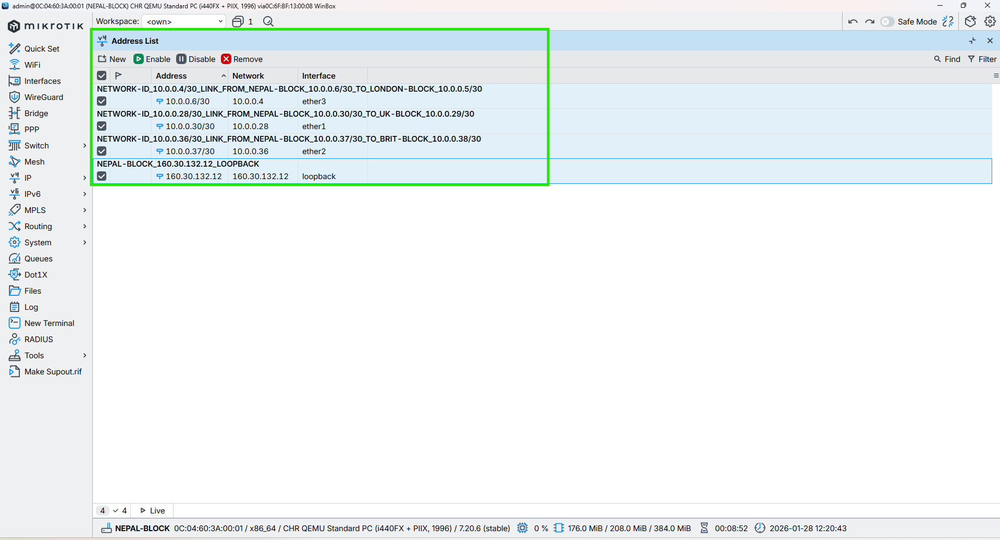 admin@0C:04:60:3A:00:01 (NEPAL-BLOCK) CHR QEMU Standard PC (i440FX + PIIX, 1996) via0C:6F:BF:13:00:08 WinBox
MIKROTIK
Workspace: <own> 1
Safe Mode
Address List
New Enable Disable Remove
Find Filter
Address Network Interface
NETWORK-ID_10.0.0.4/30_LINK_FROM_NEPAL-BLOCK_10.0.0.6/30_TO_LONDON-BLOCK_10.0.0.5/30
10.0.0.6/30 10.0.0.4 ether3
NETWORK-ID_10.0.0.28/30_LINK_FROM_NEPAL-BLOCK_10.0.0.30/30_TO_UK-BLOCK_10.0.0.29/30
10.0.0.30/30 10.0.0.28 ether1
NETWORK-ID_10.0.0.36/30_LINK_FROM_NEPAL-BLOCK_10.0.0.37/30_TO_BRIT-BLOCK_10.0.0.38/30
10.0.0.37/30 10.0.0.36 ether2
NEPAL-BLOCK_160.30.132.12_LOOPBACK
160.30.132.12 160.30.132.12 loopback
Quick Set
WiFi
Interfaces
WireGuard
Bridge
PPP
Switch
Mesh
IP
IPv6
MPLS
Routing
System
Queues
Dot1X
Files
Log
New Terminal
RADIUS
Tools
Make Supout.rif
4 4 Live
NEPAL-BLOCK 0C:04:60:3A:00:01 / x86_64 / CHR QEMU Standard PC (i440FX + PIIX, 1996) / 7.20.6 (stable) 0 % 176.0 MiB / 208.0 MiB / 384.0 MiB 00:08:52 2026-01-28 12:20:43